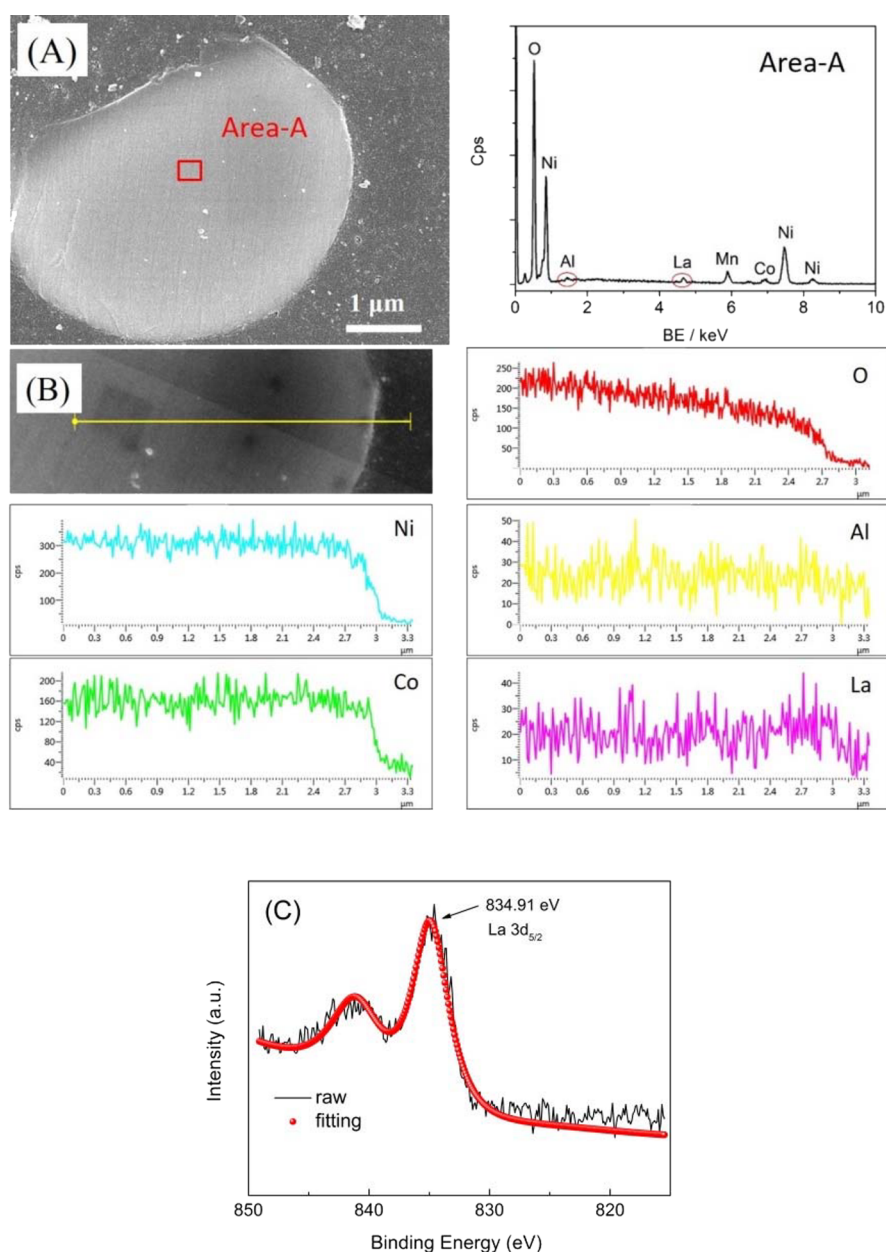 (A)
Area-A
1 μm
Area-A
Cps
O
Ni
Al
La
Mn
Co
Ni
Ni
0 2 4 6 8 10
BE / keV
(B)
O
250
200
150
100
50
0 0.3 0.6 0.9 1.2 1.5 1.8 2.1 2.4 2.7 3 3.3
μm
Ni
cps
300
200
100
0 0.3 0.6 0.9 1.2 1.5 1.8 2.1 2.4 2.7 3 3.3
μm
Al
cps
50
40
30
20
10
0
0 0.3 0.6 0.9 1.2 1.5 1.8 2.1 2.4 2.7 3 3.3
μm
Co
cps
200
160
120
80
40
0 0.3 0.6 0.9 1.2 1.5 1.8 2.1 2.4 2.7 3 3.3
μm
La
cps
40
30
20
10
0 0.3 0.6 0.9 1.2 1.5 1.8 2.1 2.4 2.7 3 3.3
μm
(C)
834.91 eV
La 3d5/2
Intensity (a.u.)
raw
fitting
850 840 830 820
Binding Energy (eV)